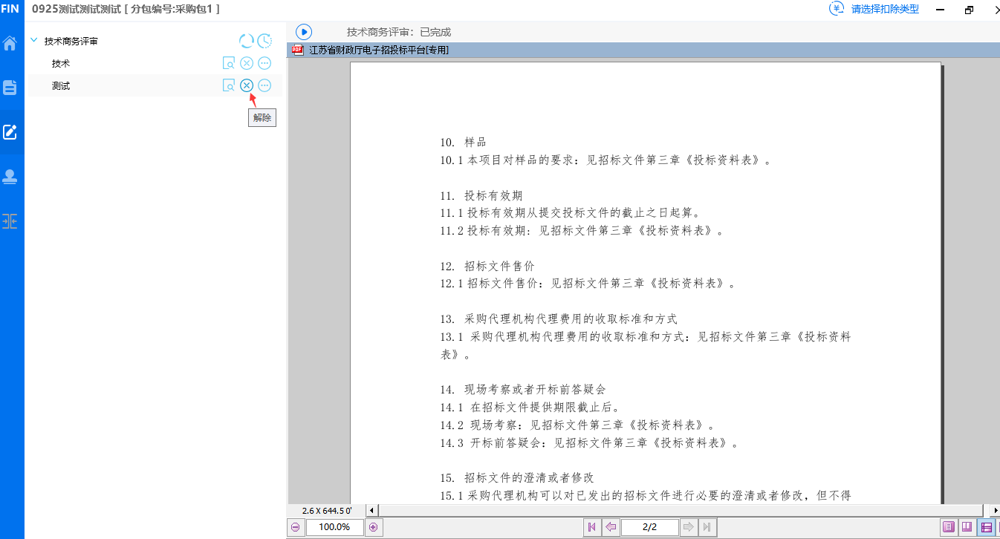 FIN 0925测试测试测试 [ 分包编号:采购包1 ]
请选择扣除类型
技术商务评审
技术
测试
解除
技术商务评审：已完成
江苏省财政厅电子招投标平台[专用]
10. 样品
10.1本项目对样品的要求：见招标文件第三章《投标资料表》。
11. 投标有效期
11.1投标有效期从提交投标文件的截止之日起算。
11.2投标有效期：见招标文件第三章《投标资料表》。
12. 招标文件售价
12.1招标文件售价：见招标文件第三章《投标资料表》。
13. 采购代理机构代理费用的收取标准和方式
13.1 采购代理机构代理费用的收取标准和方式：见招标文件第三章《投标资料
表》。
14. 现场考察或者开标前答疑会
14.1 在招标文件提供期限截止后。
14.2 现场考察：见招标文件第三章《投标资料表》。
14.3 开标前答疑会：见招标文件第三章《投标资料表》。
15. 招标文件的澄清或者修改
15.1采购代理机构可以对已发出的招标文件进行必要的澄清或者修改，但不得
2.6 X 644.5 0'
100.0%
2/2